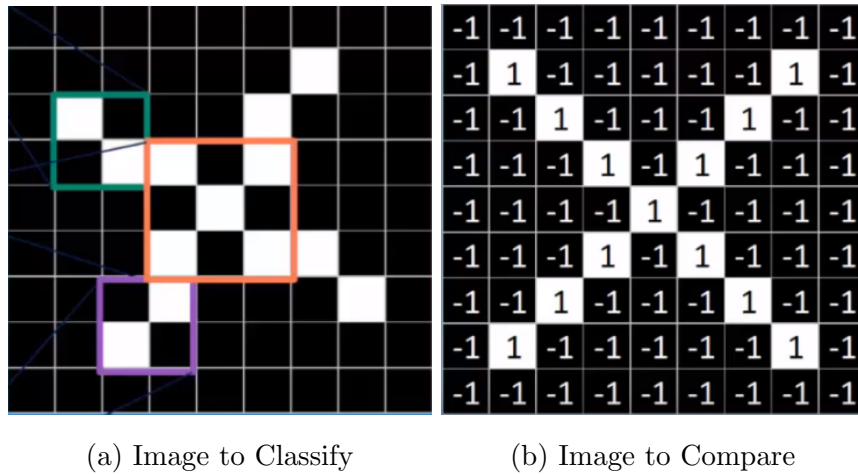 -1 -1 -1 -1 -1 -1 -1 -1 -1
-1 1 -1 -1 -1 -1 -1 1 -1
-1 -1 1 -1 -1 -1 1 -1 -1
-1 -1 -1 1 -1 1 -1 -1 -1
-1 -1 -1 -1 1 -1 -1 -1 -1
-1 -1 -1 1 -1 1 -1 -1 -1
-1 -1 1 -1 -1 -1 1 -1 -1
-1 1 -1 -1 -1 -1 -1 1 -1
-1 -1 -1 -1 -1 -1 -1 -1 -1
(a) Image to Classify
(b) Image to Compare